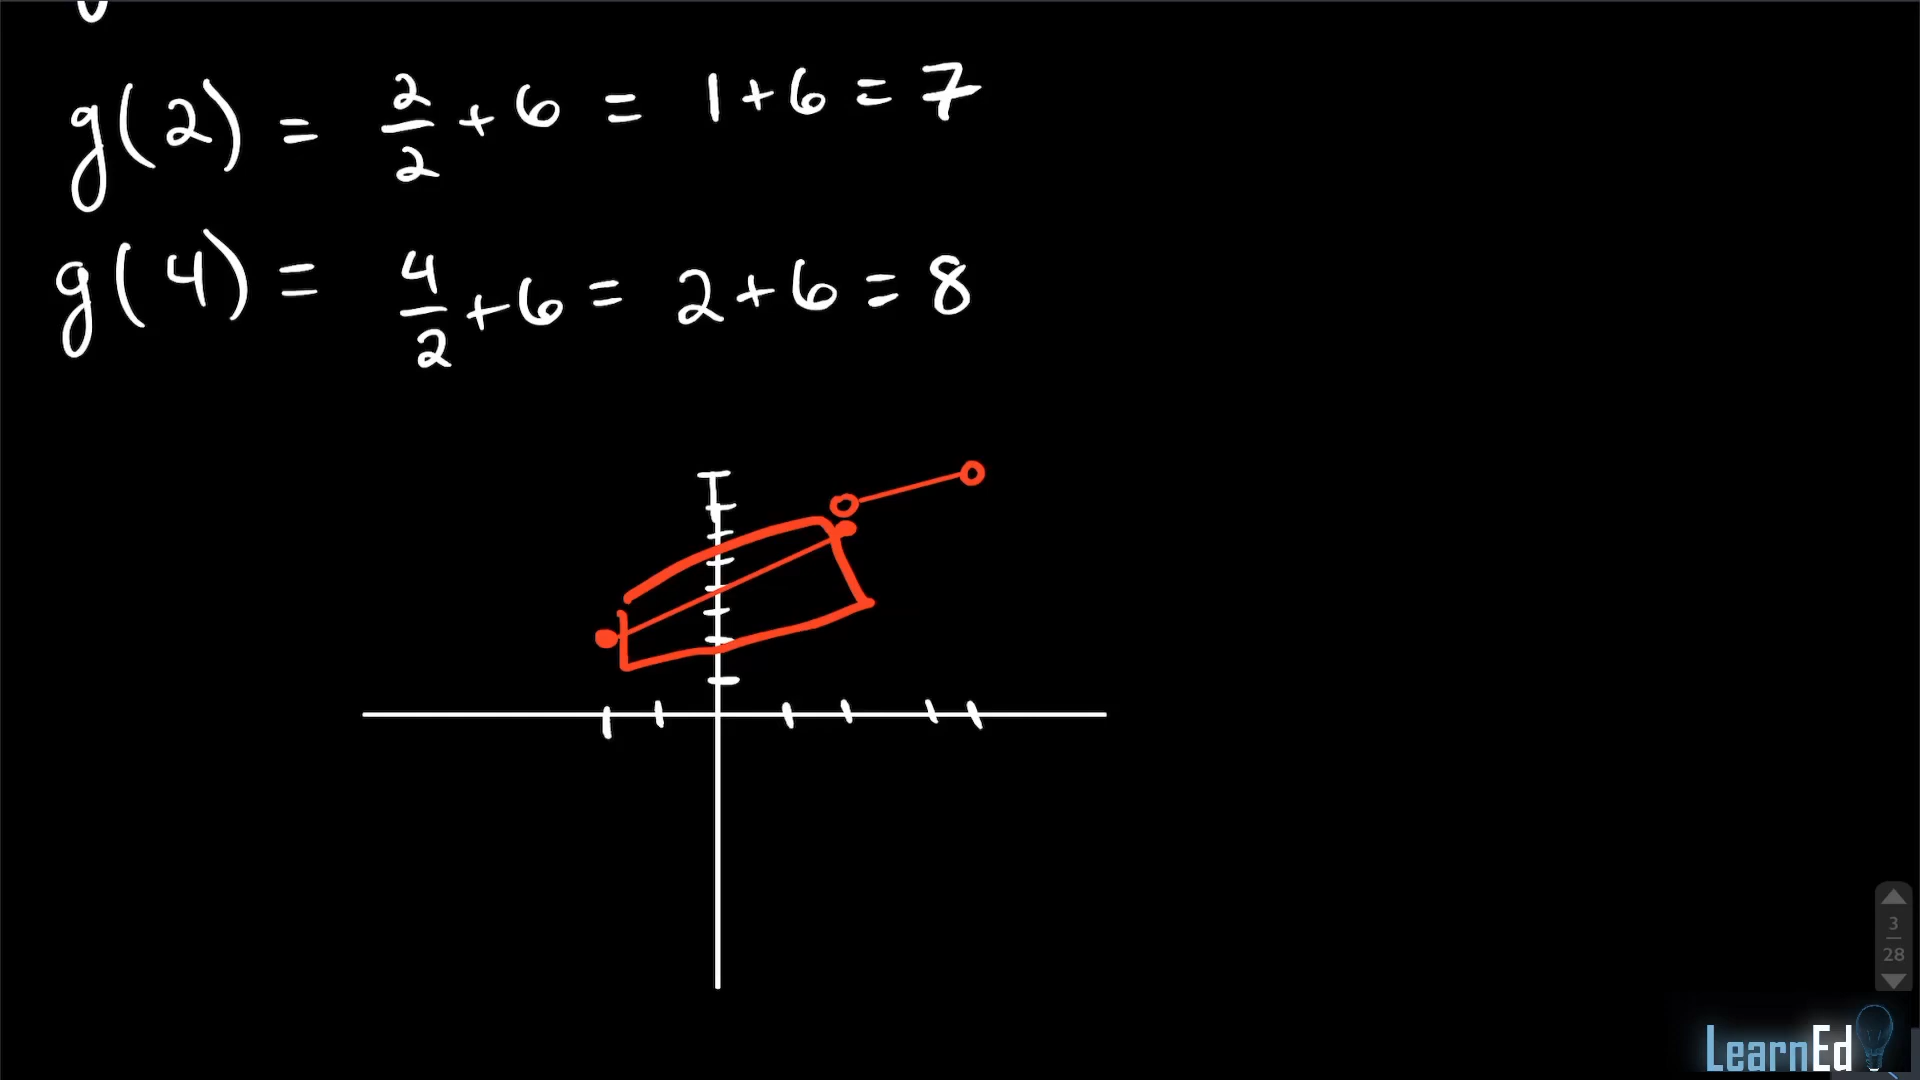 g(2) = 2/2 + 6 = 1 + 6 = 7
g(4) = 4/2 + 6 = 2 + 6 = 8
3
28
LearnEd